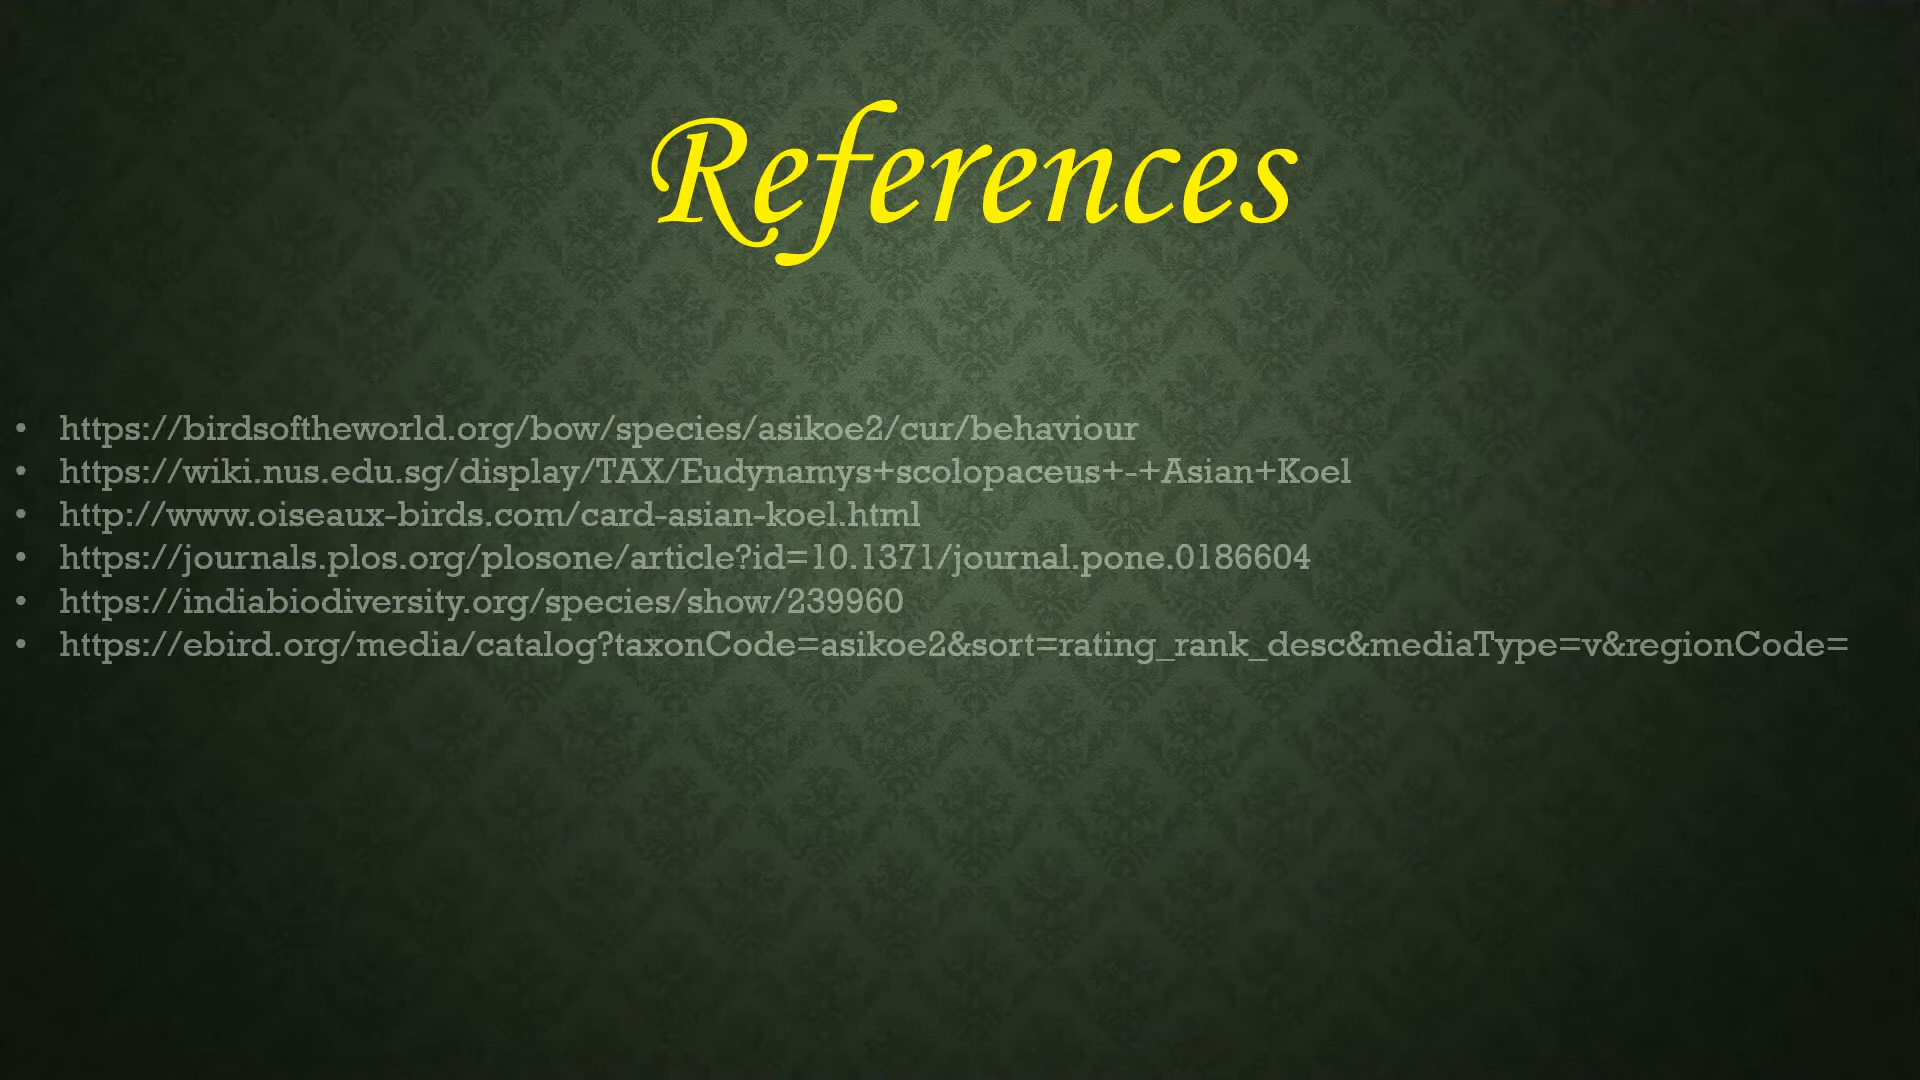 References
• https://birdsoftheworld.org/bow/species/asikoe2/cur/behaviour
• https://wiki.nus.edu.sg/display/TAX/Eudynamys+scolopaceus+-+Asian+Koel
• http://www.oiseaux-birds.com/card-asian-koel.html
• https://journals.plos.org/plosone/article?id=10.1371/journal.pone.0186604
• https://indiabiodiversity.org/species/show/239960
• https://ebird.org/media/catalog?taxonCode=asikoe2&sort=rating_rank_desc&mediaType=v&regionCode=